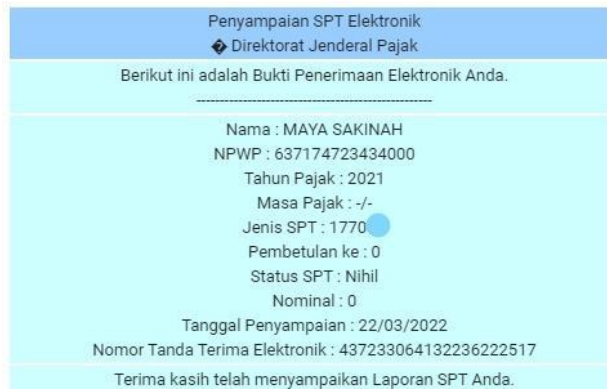 Penyampaian SPT Elektronik
� Direktorat Jenderal Pajak
Berikut ini adalah Bukti Penerimaan Elektronik Anda.
----------------------------------------------------
Nama : MAYA SAKINAH
NPWP : 637174723434000
Tahun Pajak : 2021
Masa Pajak : -/-
Jenis SPT : 1770
Pembetulan ke : 0
Status SPT : Nihil
Nominal : 0
Tanggal Penyampaian : 22/03/2022
Nomor Tanda Terima Elektronik : 437233064132236222517
Terima kasih telah menyampaikan Laporan SPT Anda.